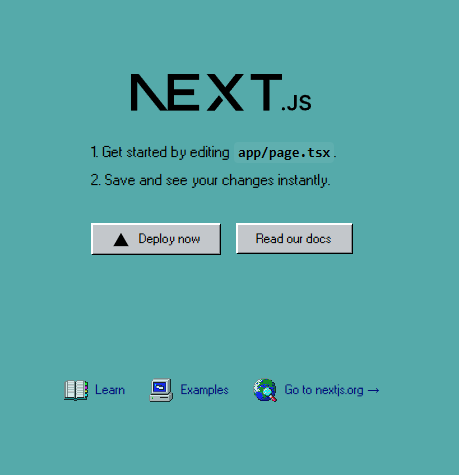 NEXT.JS
1. Get started by editing app/page.tsx.
2. Save and see your changes instantly.
Deploy now
Read our docs
Learn
Examples
Go to nextjs.org →